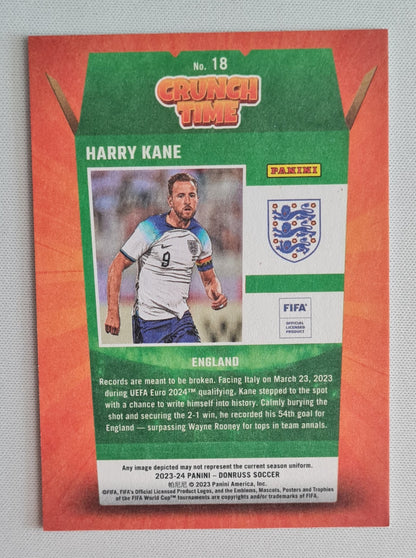 No. 18
CRUNCH
TIME
HARRY KANE
PANINI
9
FIFA®
OFFICIAL
LICENSED
PRODUCT
ENGLAND
Records are meant to be broken. Facing Italy on March 23, 2023
during UEFA Euro 2024™ qualifying, Kane stepped to the spot
with a chance to write himself into history. Calmly burying the
shot and securing the 2-1 win, he recorded his 54th goal for
England — surpassing Wayne Rooney for tops in team annals.
Any image depicted may not represent the current season uniform.
2023-24 PANINI – DONRUSS SOCCER
帕尼尼 © 2023 Panini America, Inc.
©FIFA, FIFA's Official Licensed Product Logos, and the Emblems, Mascots, Posters and Trophies
of the FIFA World Cup™ tournaments are copyrights and/or trademarks of FIFA.